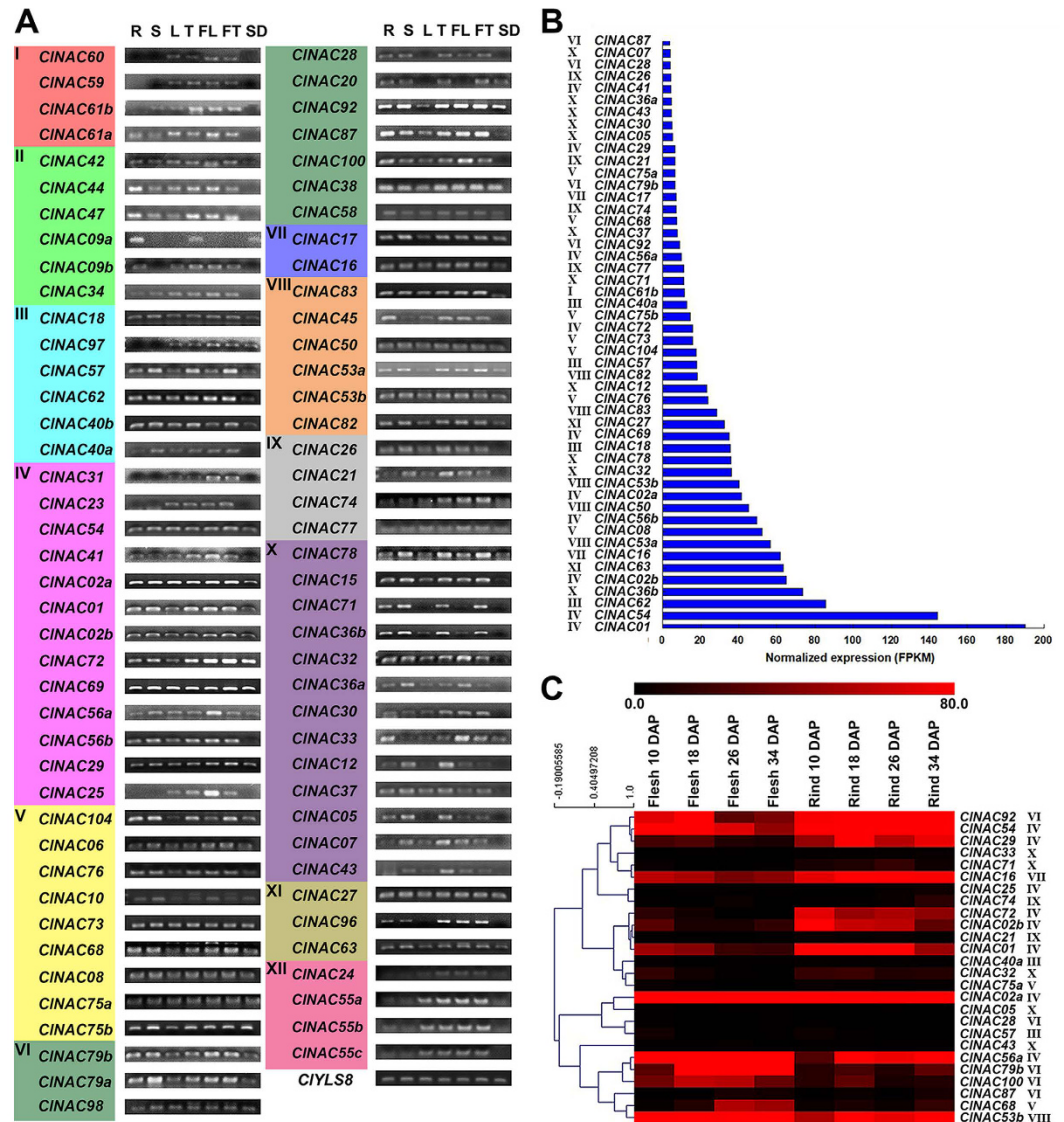 A
R S L T FL FT SD
I ClNAC60
ClNAC59
ClNAC61b
ClNAC61a
II ClNAC42
ClNAC44
ClNAC47
ClNAC09a
ClNAC09b
ClNAC34
III ClNAC18
ClNAC97
ClNAC57
ClNAC62
ClNAC40b
ClNAC40a
IV ClNAC31
ClNAC23
ClNAC54
ClNAC41
ClNAC02a
ClNAC01
ClNAC02b
ClNAC72
ClNAC69
ClNAC56a
ClNAC56b
ClNAC29
ClNAC25
V ClNAC104
ClNAC06
ClNAC76
ClNAC10
ClNAC73
ClNAC68
ClNAC08
ClNAC75a
ClNAC75b
VI ClNAC79b
ClNAC79a
ClNAC98
R S L T FL FT SD
ClNAC28
ClNAC20
ClNAC92
ClNAC87
ClNAC100
ClNAC38
ClNAC58
VII ClNAC17
ClNAC16
VIII ClNAC83
ClNAC45
ClNAC50
ClNAC53a
ClNAC53b
ClNAC82
IX ClNAC26
ClNAC21
ClNAC74
ClNAC77
X ClNAC78
ClNAC15
ClNAC71
ClNAC36b
ClNAC32
ClNAC36a
ClNAC30
ClNAC33
ClNAC12
ClNAC37
ClNAC05
ClNAC07
ClNAC43
XI ClNAC27
ClNAC96
ClNAC63
XII ClNAC24
ClNAC55a
ClNAC55b
ClNAC55c
ClYLS8
B
VI ClNAC87
X ClNAC07
VI ClNAC28
IX ClNAC26
IV ClNAC41
X ClNAC36a
X ClNAC43
X ClNAC30
X ClNAC05
IV ClNAC29
IX ClNAC21
V ClNAC75a
VI ClNAC79b
VII ClNAC17
IX ClNAC74
V ClNAC68
X ClNAC37
VI ClNAC92
IV ClNAC56a
IX ClNAC77
X ClNAC71
I ClNAC61b
III ClNAC40a
V ClNAC75b
IV ClNAC72
V ClNAC73
V ClNAC104
III ClNAC57
VIII ClNAC82
X ClNAC12
V ClNAC76
VIII ClNAC83
XI ClNAC27
IV ClNAC69
III ClNAC18
X ClNAC78
X ClNAC32
VIII ClNAC53b
IV ClNAC02a
VIII ClNAC50
IV ClNAC56b
V ClNAC08
VIII ClNAC53a
VII ClNAC16
XI ClNAC63
IV ClNAC02b
X ClNAC36b
III ClNAC62
IV ClNAC54
IV ClNAC01
0 20 40 60 80 100 120 140 160 180 200
Normalized expression (FPKM)
C
0.0 80.0
-0.19005585 0.40497208 1.0
Flesh 10 DAP
Flesh 18 DAP
Flesh 26 DAP
Flesh 34 DAP
Rind 10 DAP
Rind 18 DAP
Rind 26 DAP
Rind 34 DAP
ClNAC92 VI
ClNAC54 IV
ClNAC29 IV
ClNAC33 X
ClNAC71 X
ClNAC16 VII
ClNAC25 IV
ClNAC74 IX
ClNAC72 IV
ClNAC02b IV
ClNAC21 IX
ClNAC01 IV
ClNAC40a III
ClNAC32 X
ClNAC75a V
ClNAC02a IV
ClNAC05 X
ClNAC28 VI
ClNAC57 III
ClNAC43 X
ClNAC56a IV
ClNAC79b VI
ClNAC100 VI
ClNAC87 VI
ClNAC68 V
ClNAC53b VIII